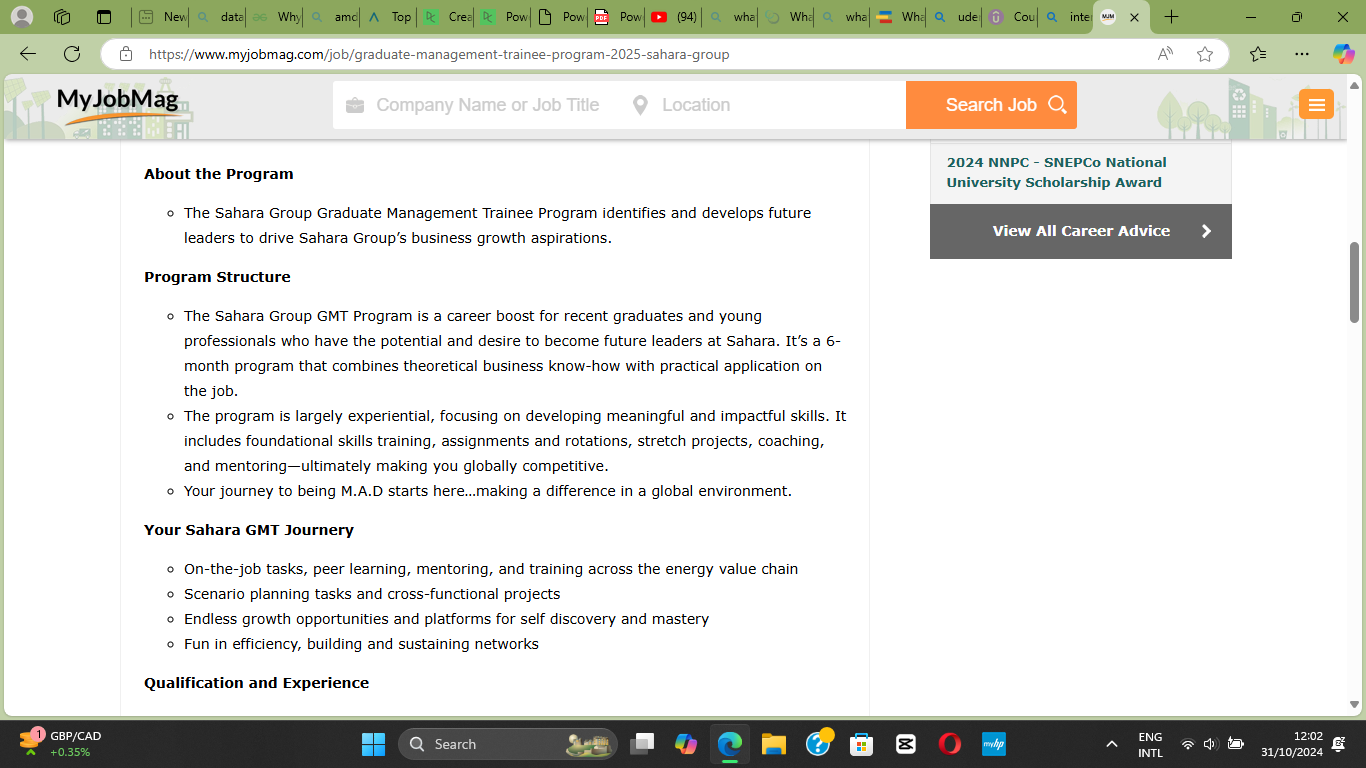 New
data
Why
amo
Top
Crea
Pow
Pow
Pow
(94)
wha
Wha
wha
Wha
ude
Cou
inte
MJM
https://www.myjobmag.com/job/graduate-management-trainee-program-2025-sahara-group
MyJobMag
Company Name or Job Title
Location
Search Job
About the Program
The Sahara Group Graduate Management Trainee Program identifies and develops future
leaders to drive Sahara Group’s business growth aspirations.
Program Structure
The Sahara Group GMT Program is a career boost for recent graduates and young
professionals who have the potential and desire to become future leaders at Sahara. It’s a 6-
month program that combines theoretical business know-how with practical application on
the job.
The program is largely experiential, focusing on developing meaningful and impactful skills. It
includes foundational skills training, assignments and rotations, stretch projects, coaching,
and mentoring—ultimately making you globally competitive.
Your journey to being M.A.D starts here…making a difference in a global environment.
Your Sahara GMT Journery
On-the-job tasks, peer learning, mentoring, and training across the energy value chain
Scenario planning tasks and cross-functional projects
Endless growth opportunities and platforms for self discovery and mastery
Fun in efficiency, building and sustaining networks
Qualification and Experience
2024 NNPC - SNEPCo National
University Scholarship Award
View All Career Advice
1
GBP/CAD
+0.35%
Search
myhp
ENG
INTL
12:02
31/10/2024